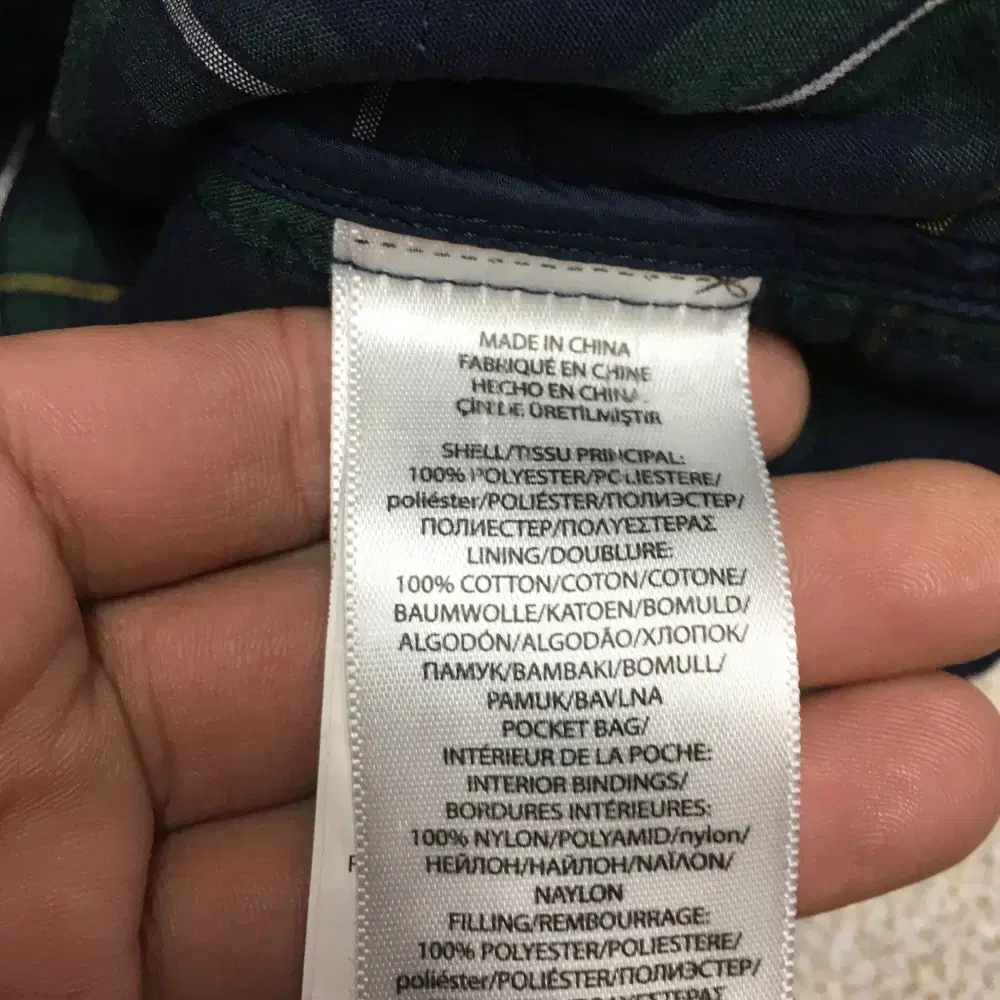 MADE IN CHINA
FABRIQUÉ EN CHINE
HECHO EN CHINA
ÇİN'DE ÜRETİLMİŞTİR
SHELL/TISSU PRINCIPAL:
100% POLYESTER/POLIESTERE/
poliéster/POLIÉSTER/ПОЛИЭСТЕР/
ПОЛИЕСТЕР/ΠΟΛΥΕΣΤΕΡΑΣ
LINING/DOUBLURE:
100% COTTON/COTON/COTONE/
BAUMWOLLE/KATOEN/BOMULD/
ALGODÓN/ALGODÃO/ХЛОПОК/
ПАМУК/ΒΑΜΒΑΚΙ/BOMULL/
PAMUK/BAVLNA
POCKET BAG/
INTÉRIEUR DE LA POCHE:
INTERIOR BINDINGS/
BORDURES INTÉRIEURES:
100% NYLON/POLYAMID/nylon/
НЕЙЛОН/НАЙЛОН/ΝΑΪΛΟΝ/
NAYLON
FILLING/REMBOURRAGE:
100% POLYESTER/POLIESTERE/
poliéster/POLIÉSTER/ПОЛИЭСТЕР/